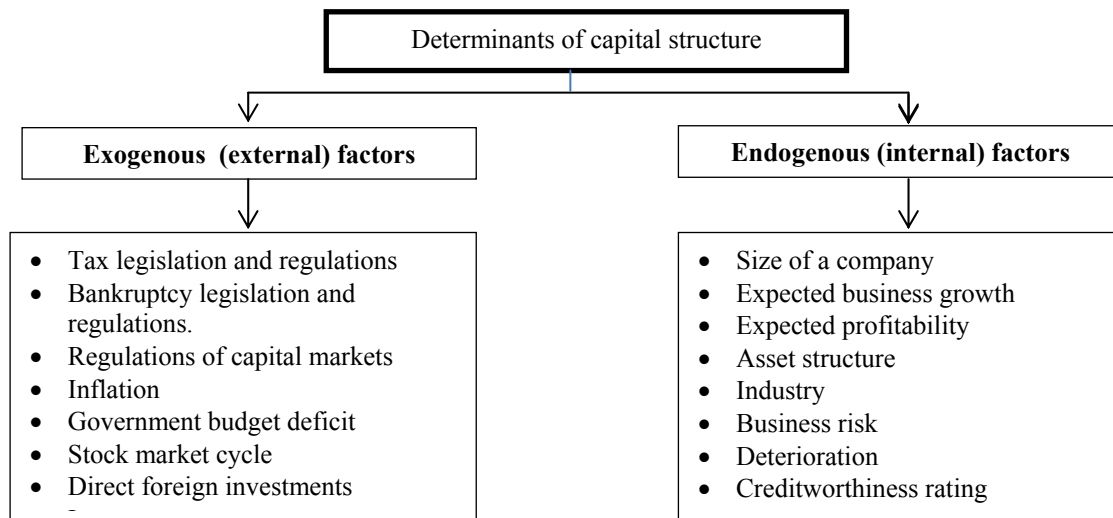 Determinants of capital structure
Exogenous (external) factors
• Tax legislation and regulations
• Bankruptcy legislation and
regulations.
• Regulations of capital markets
• Inflation
• Government budget deficit
• Stock market cycle
• Direct foreign investments
Endogenous (internal) factors
• Size of a company
• Expected business growth
• Expected profitability
• Asset structure
• Industry
• Business risk
• Deterioration
• Creditworthiness rating